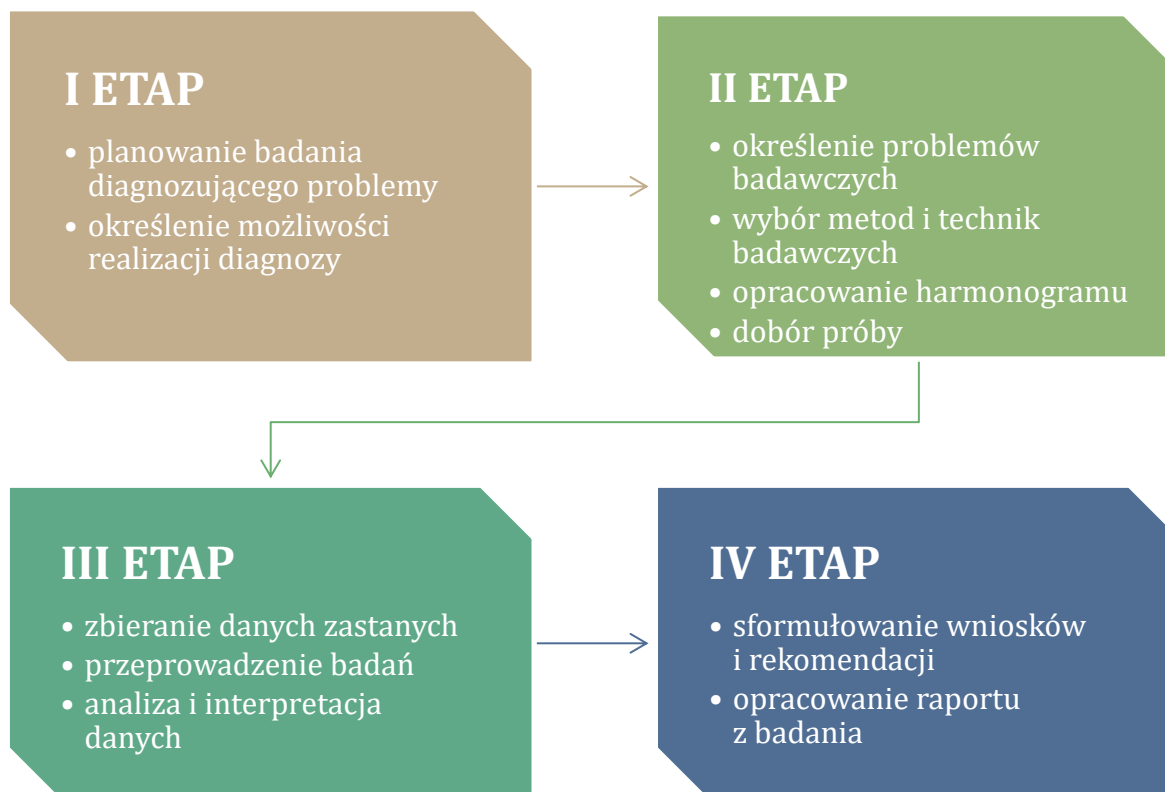 I ETAP
• planowanie badania
diagnozującego problemy
• określenie możliwości
realizacji diagnozy
II ETAP
• określenie problemów
badawczych
• wybór metod i technik
badawczych
• opracowanie harmonogramu
• dobór próby
III ETAP
• zbieranie danych zastanych
• przeprowadzenie badań
• analiza i interpretacja
danych
IV ETAP
• sformułowanie wniosków
i rekomendacji
• opracowanie raportu
z badania